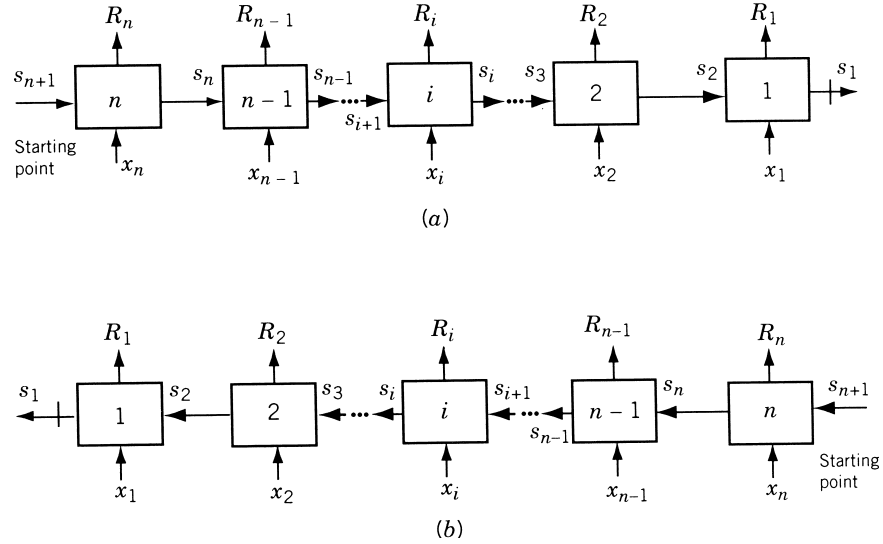 R_n R_{n-1} R_i R_2 R_1
s_{n+1} s_n s_{n-1} s_i s_3 s_2 s_1
n n-1 i 2 1
s_{i+1}
Starting
point
x_n x_{n-1} x_i x_2 x_1
(a)
R_1 R_2 R_i R_{n-1} R_n
s_1 s_2 s_3 s_i s_{i+1} s_n s_{n+1}
1 2 i n-1 n
s_{n-1}
Starting
point
x_1 x_2 x_i x_{n-1} x_n
(b)